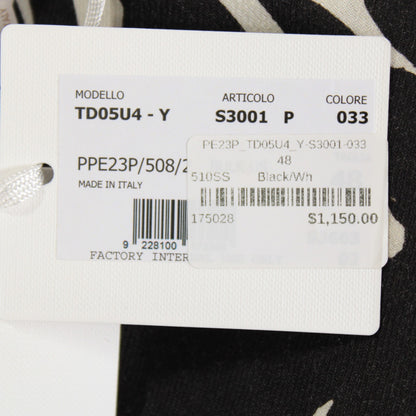 MODELLO ARTICOLO COLORE
TD05U4 - Y S3001 P 033
PE23P_TD05U4_Y-S3001-033
48
PPE23P/508/2
510SS Black/Wh
MADE IN ITALY
175028 $1,150.00
9 228100
FACTORY INTER